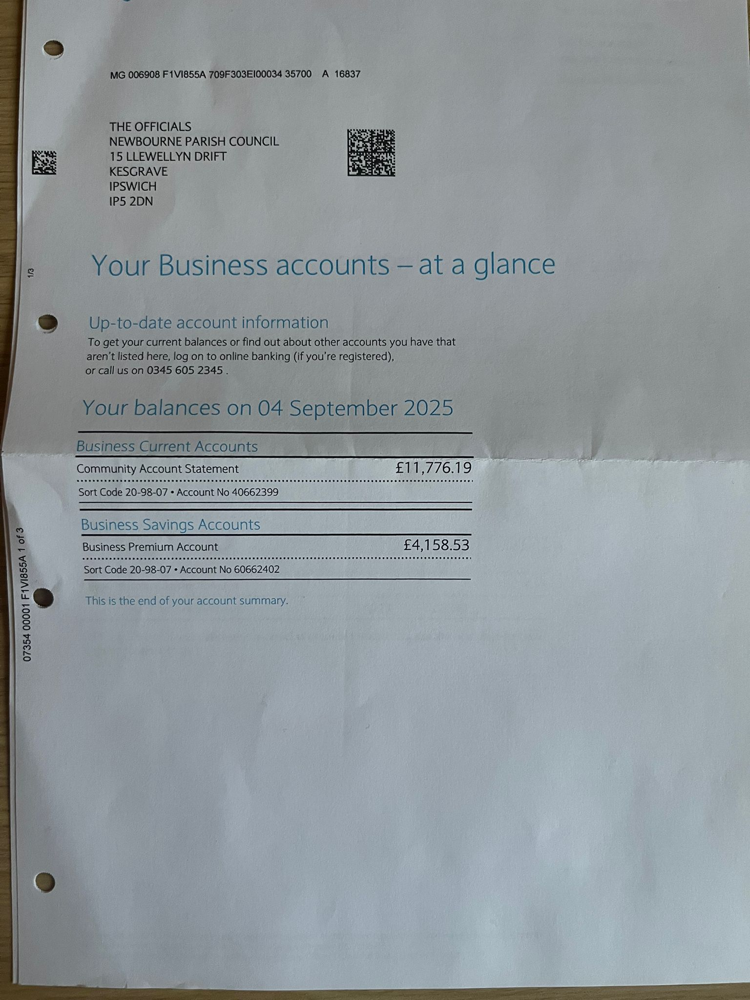 MG 006908 F1VI855A 709F303EI00034 35700 A 16837
THE OFFICIALS
NEWBOURNE PARISH COUNCIL
15 LLEWELLYN DRIFT
KESGRAVE
IPSWICH
IP5 2DN
1/3
Your Business accounts – at a glance
Up-to-date account information
To get your current balances or find out about other accounts you have that
aren't listed here, log on to online banking (if you're registered),
or call us on 0345 605 2345 .
Your balances on 04 September 2025
Business Current Accounts
Community Account Statement £11,776.19
Sort Code 20-98-07 • Account No 40662399
Business Savings Accounts
Business Premium Account £4,158.53
Sort Code 20-98-07 • Account No 60662402
This is the end of your account summary.
07354 00001 F1VI855A 1 of 3